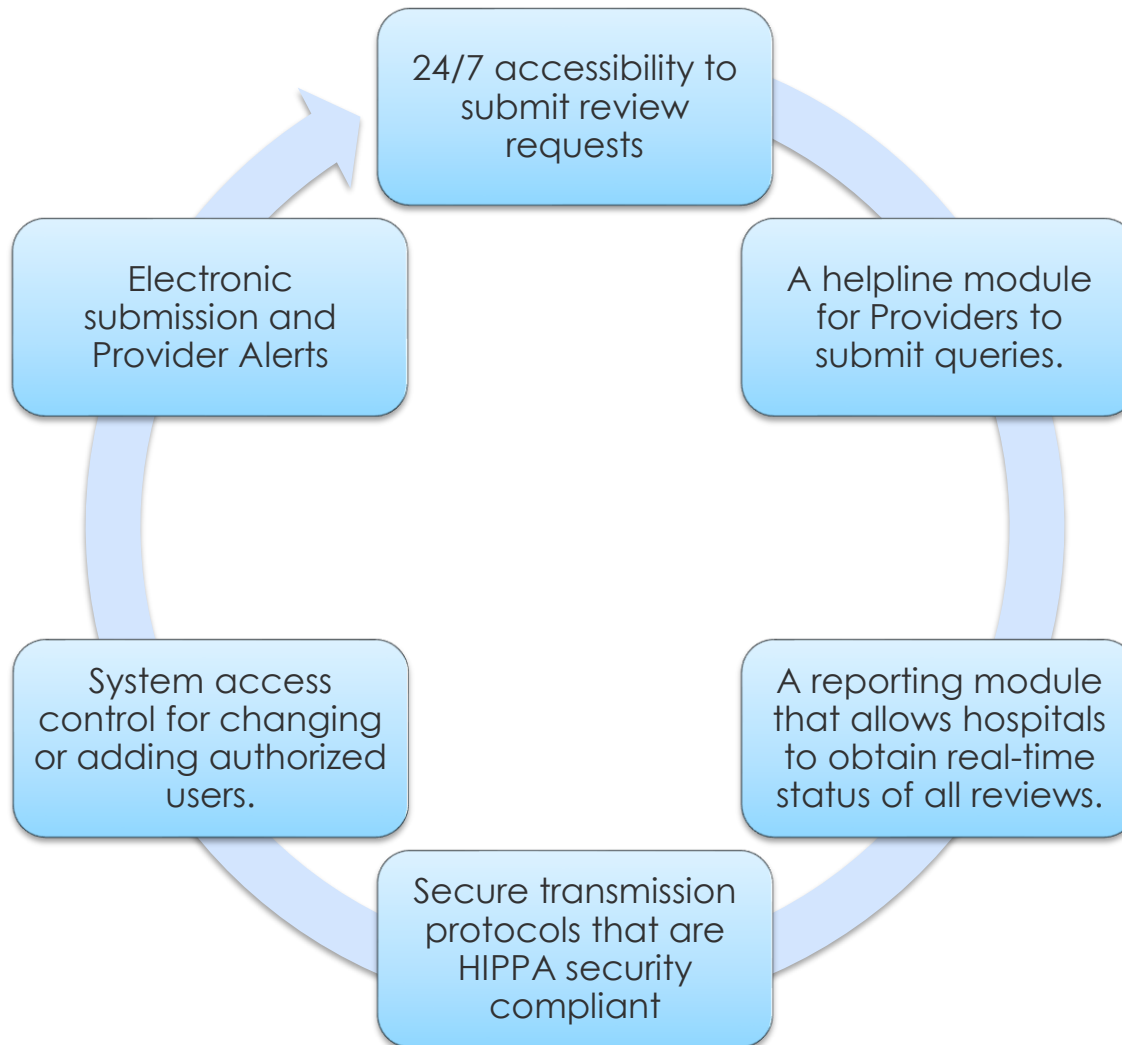 24/7 accessibility to
submit review
requests
A helpline module
for Providers to
submit queries.
A reporting module
that allows hospitals
to obtain real-time
status of all reviews.
Secure transmission
protocols that are
HIPPA security
compliant
System access
control for changing
or adding authorized
users.
Electronic
submission and
Provider Alerts